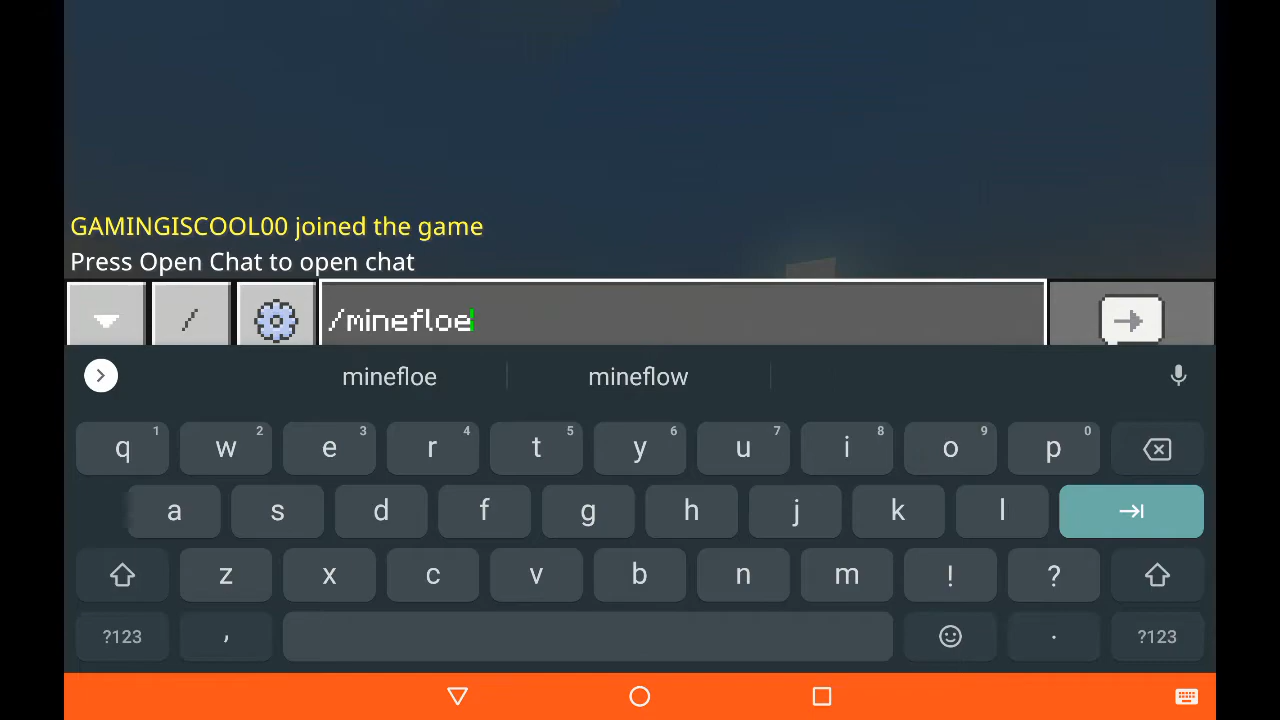 GAMINGISCOOL00 joined the game
Press Open Chat to open chat
/ /minefloe
minefloe mineflow
q 1 w 2 e 3 r 4 t 5 y 6 u 7 i 8 o 9 p 0
a s d f g h j k l
z x c v b n m ! ?
?123 , . ?123